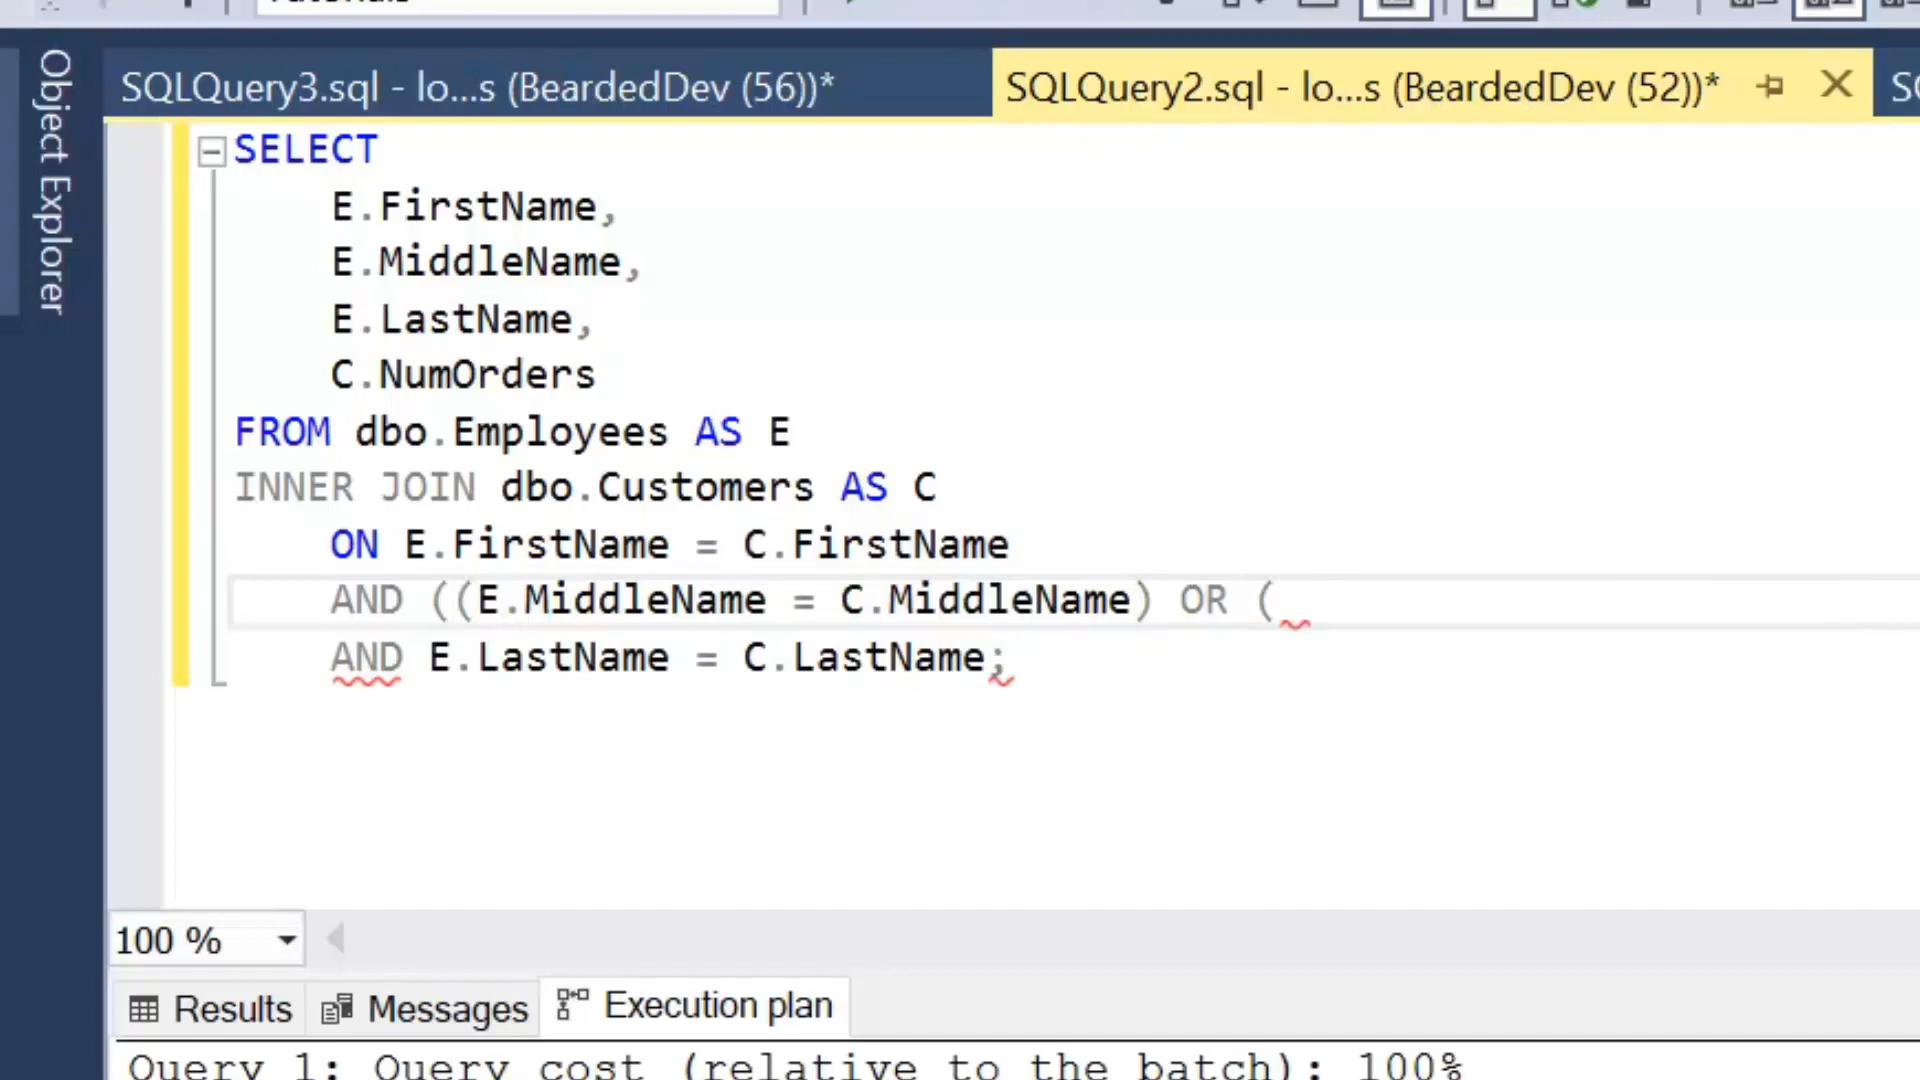 Object Explorer
SQLQuery3.sql - lo...s (BeardedDev (56))*
SQLQuery2.sql - lo...s (BeardedDev (52))*
SELECT
E.FirstName,
E.MiddleName,
E.LastName,
C.NumOrders
FROM dbo.Employees AS E
INNER JOIN dbo.Customers AS C
ON E.FirstName = C.FirstName
AND ((E.MiddleName = C.MiddleName) OR (
AND E.LastName = C.LastName;
100 %
Results
Messages
Execution plan
Query 1: Query cost (relative to the batch): 100%